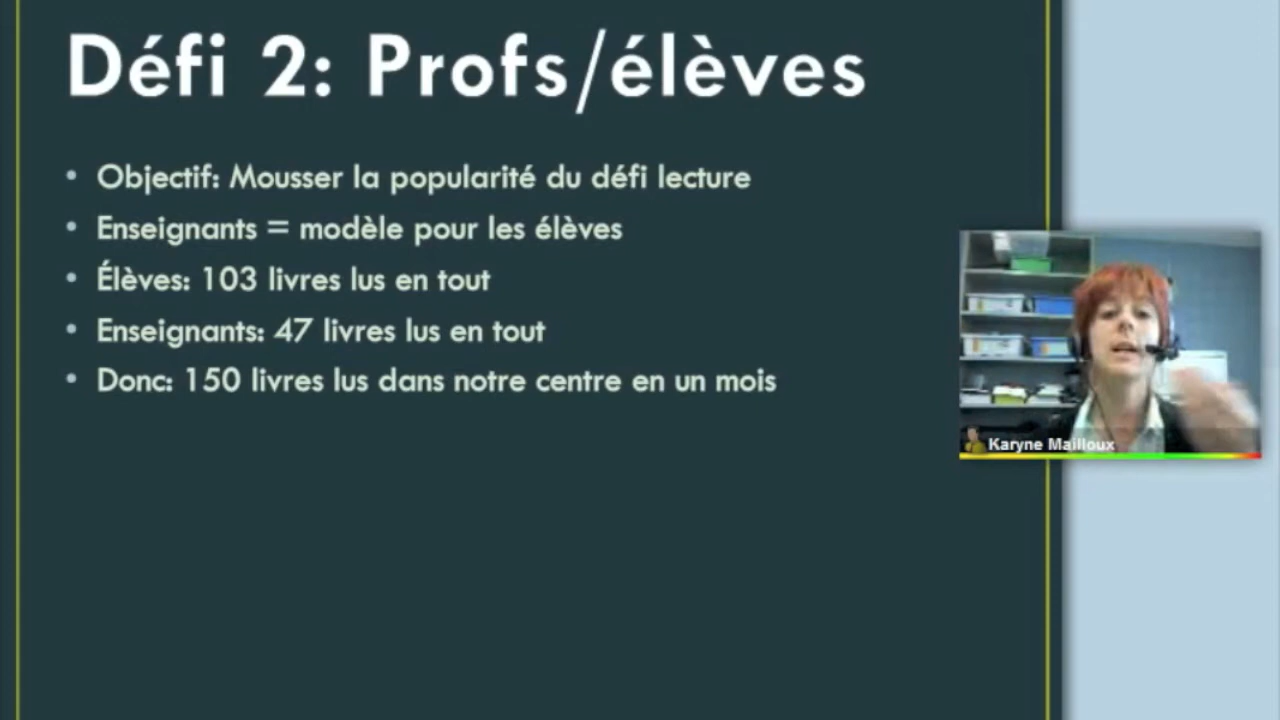 Défi 2: Profs/élèves
• Objectif: Mousser la popularité du défi lecture
• Enseignants = modèle pour les élèves
• Élèves: 103 livres lus en tout
• Enseignants: 47 livres lus en tout
• Donc: 150 livres lus dans notre centre en un mois
Karyne Mailloux